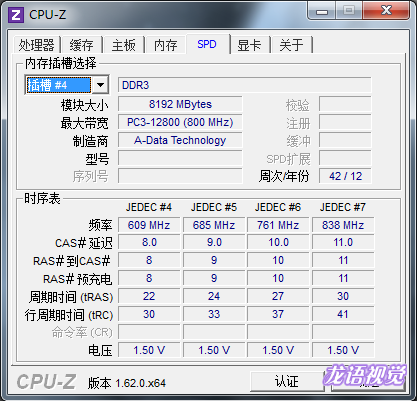 CPU-Z
处理器 缓存 主板 内存 SPD 显卡 关于
内存插槽选择
插槽 #4 DDR3
模块大小 8192 MBytes 校验
最大带宽 PC3-12800 (800 MHz) 注册
制造商 A-Data Technology 缓冲
型号 SPD扩展
序列号 周次/年份 42 / 12
时序表
JEDEC #4 JEDEC #5 JEDEC #6 JEDEC #7
频率 609 MHz 685 MHz 761 MHz 838 MHz
CAS# 延迟 8.0 9.0 10.0 11.0
RAS# 到CAS# 8 9 10 11
RAS# 预充电 8 9 10 11
周期时间 (tRAS) 22 24 27 30
行周期时间 (tRC) 30 33 37 41
命令率 (CR)
电压 1.50 V 1.50 V 1.50 V 1.50 V
CPU-Z 版本 1.62.0.x64 认证
龙语视觉